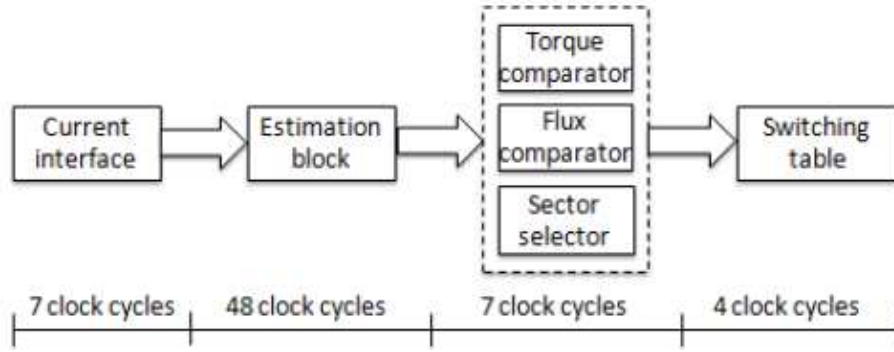 Torque
comparator
Current
interface
Estimation
block
Flux
comparator
Switching
table
Sector
selector
7 clock cycles
48 clock cycles
7 clock cycles
4 clock cycles